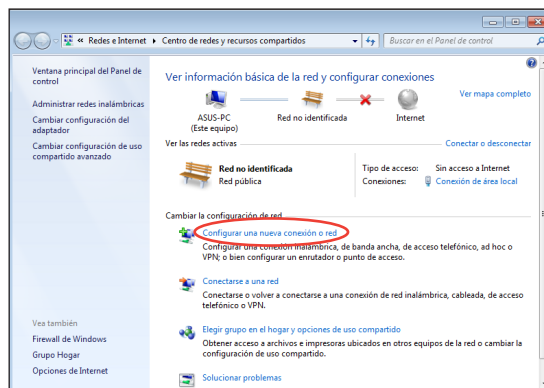 « Redes e Internet ▸ Centro de redes y recursos compartidos
Buscar en el Panel de control
Ventana principal del Panel de
control
Administrar redes inalámbricas
Cambiar configuración del
adaptador
Cambiar configuración de uso
compartido avanzado
Vea también
Firewall de Windows
Grupo Hogar
Opciones de Internet
Ver información básica de la red y configurar conexiones
Ver mapa completo
ASUS-PC
(Este equipo)
Red no identificada
Internet
Ver las redes activas
Conectar o desconectar
Red no identificada
Red pública
Tipo de acceso: Sin acceso a Internet
Conexiones: Conexión de área local
Cambiar la configuración de red
Configurar una nueva conexión o red
Configurar una conexión inalámbrica, de banda ancha, de acceso telefónico, ad hoc o
VPN; o bien configurar un enrutador o punto de acceso.
Conectarse a una red
Conectarse o volver a conectarse a una conexión de red inalámbrica, cableada, de acceso
telefónico o VPN.
Elegir grupo en el hogar y opciones de uso compartido
Obtener acceso a archivos e impresoras ubicados en otros equipos de la red o cambiar la
configuración de uso compartido.
Solucionar problemas